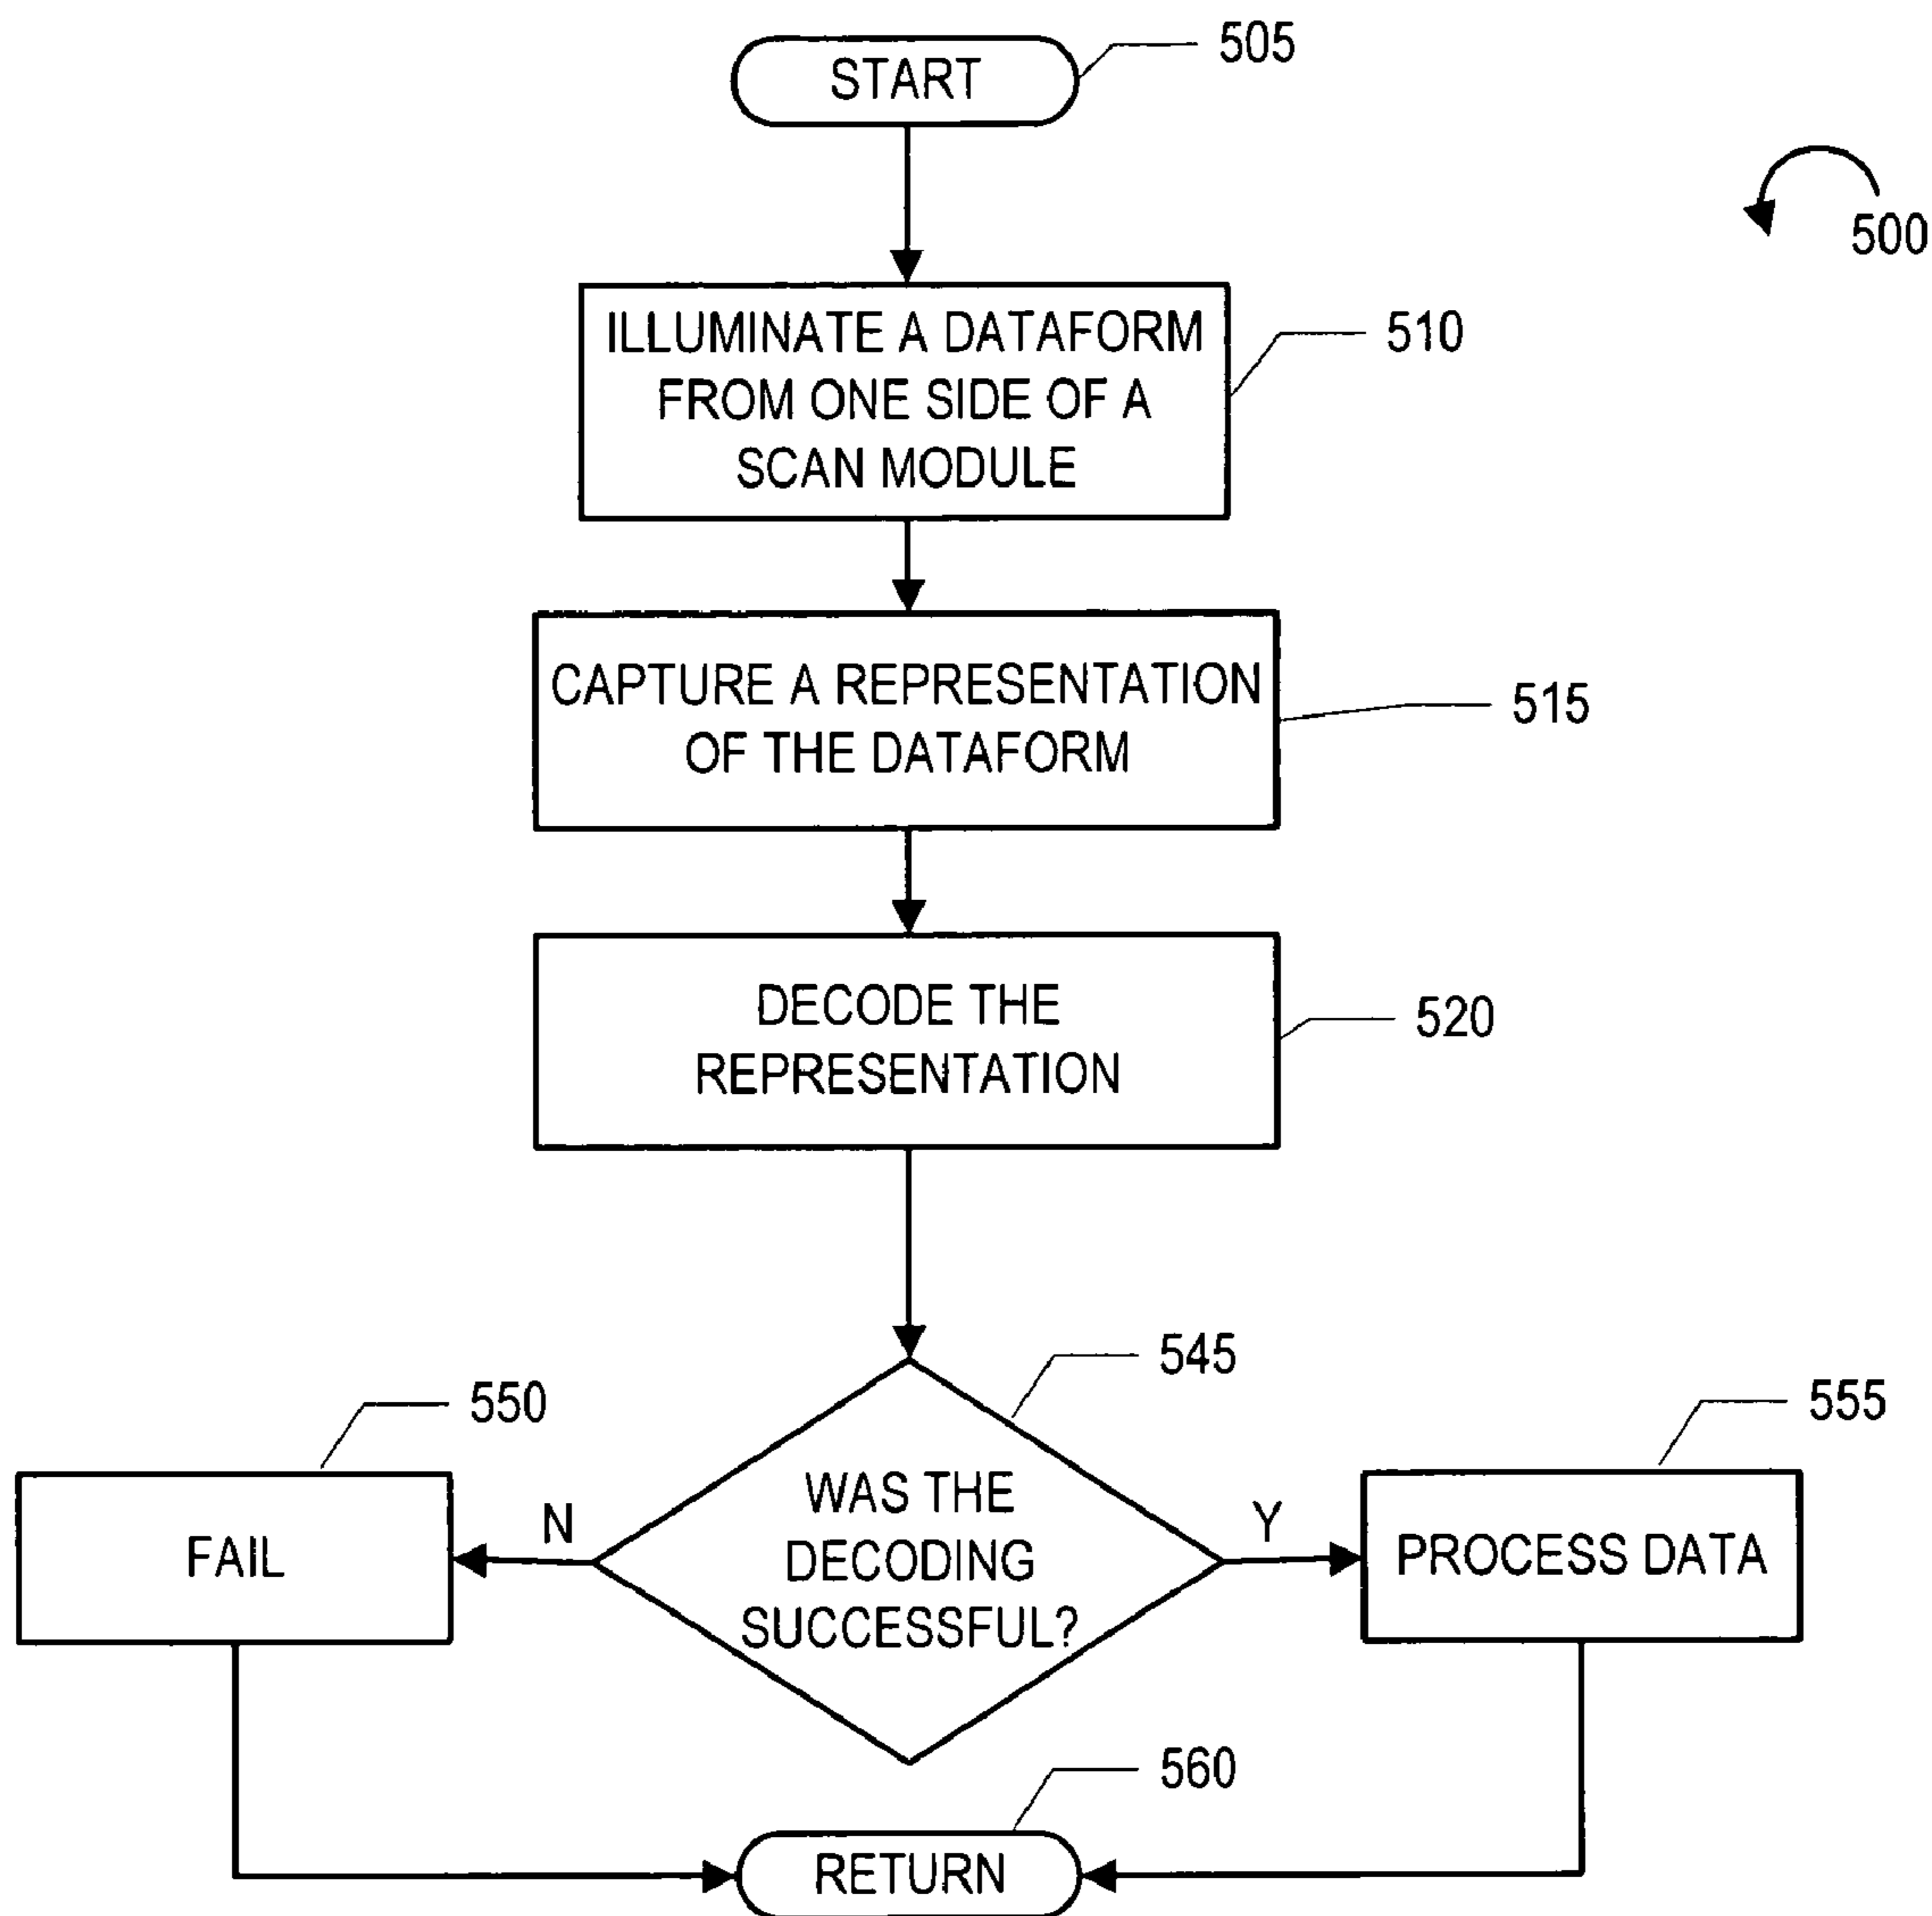 START
505
500
ILLUMINATE A DATAFORM
FROM ONE SIDE OF A
SCAN MODULE
510
CAPTURE A REPRESENTATION
OF THE DATAFORM
515
DECODE THE
REPRESENTATION
520
545
550
555
WAS THE
DECODING
SUCCESSFUL?
N
Y
FAIL
PROCESS DATA
560
RETURN